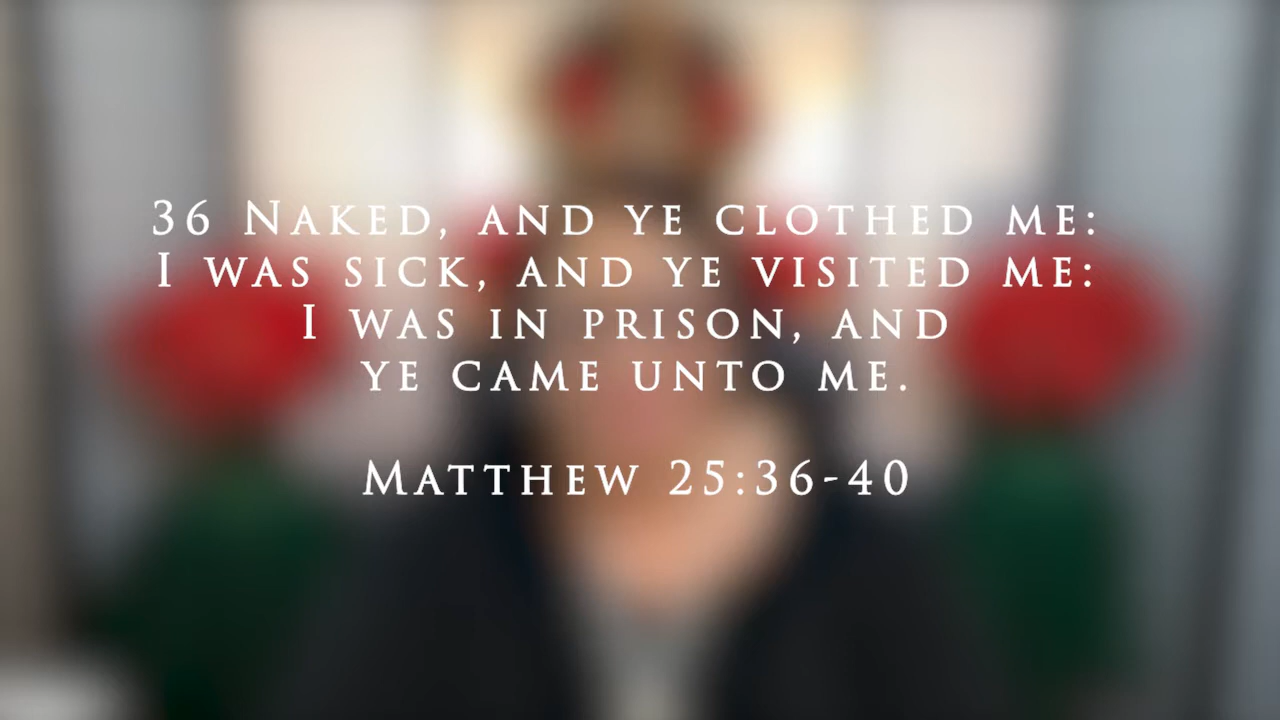 36 Naked, and ye clothed me:
I was sick, and ye visited me:
I was in prison, and
ye came unto me.
Matthew 25:36-40